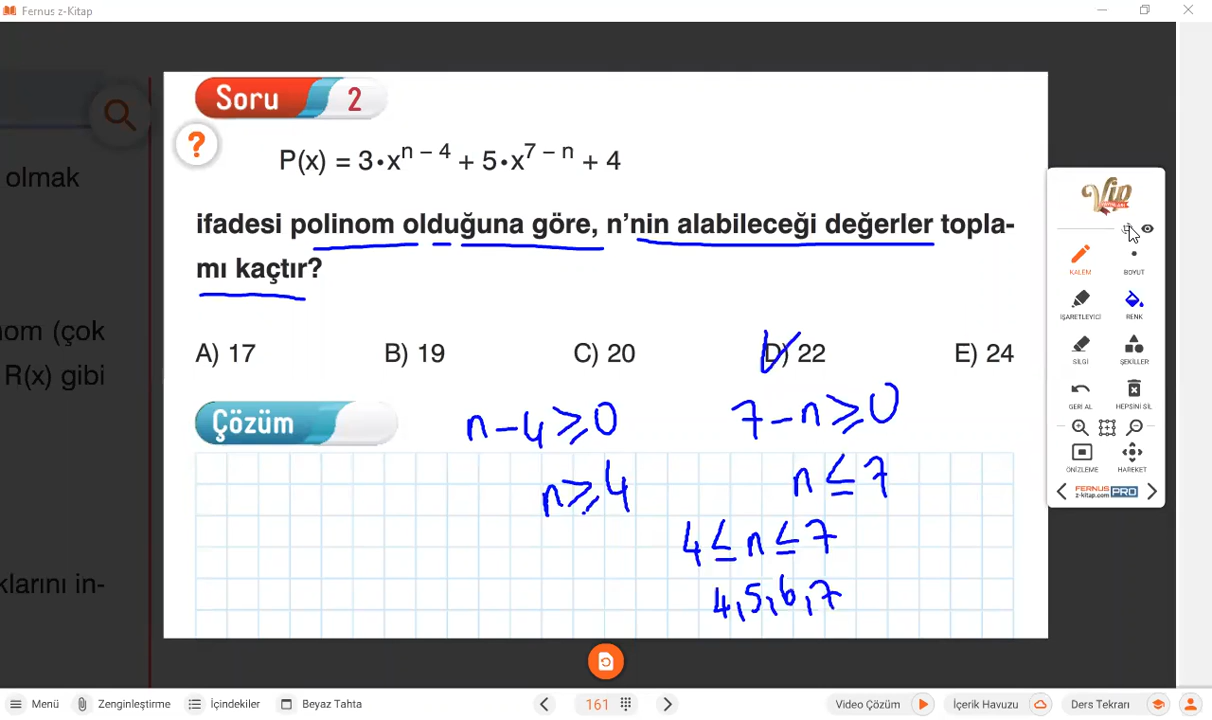 Fernus z-Kitap
Soru 2
olmak
?
P(x) = 3·x^{n – 4} + 5·x^{7 – n} + 4
ifadesi polinom olduğuna göre, n'nin alabileceği değerler topla-
mı kaçtır?
nom (çok
R(x) gibi
A) 17 B) 19 C) 20 D) 22 E) 24
Çözüm
n-4≥0 7-n≥0
n≥4 n≤7
4≤n≤7
4,5,6,7
klarını in-
Vip
KALEM BOYUT
İŞARETLEYİCİ RENK
SİLGİ ŞEKİLLER
GERİ AL HEPSİNİ SİL
ÖNİZLEME HAREKET
FERNUS
z-kitap.com PRO
Menü Zenginleştirme İçindekiler Beyaz Tahta 161 Video Çözüm İçerik Havuzu Ders Tekrarı